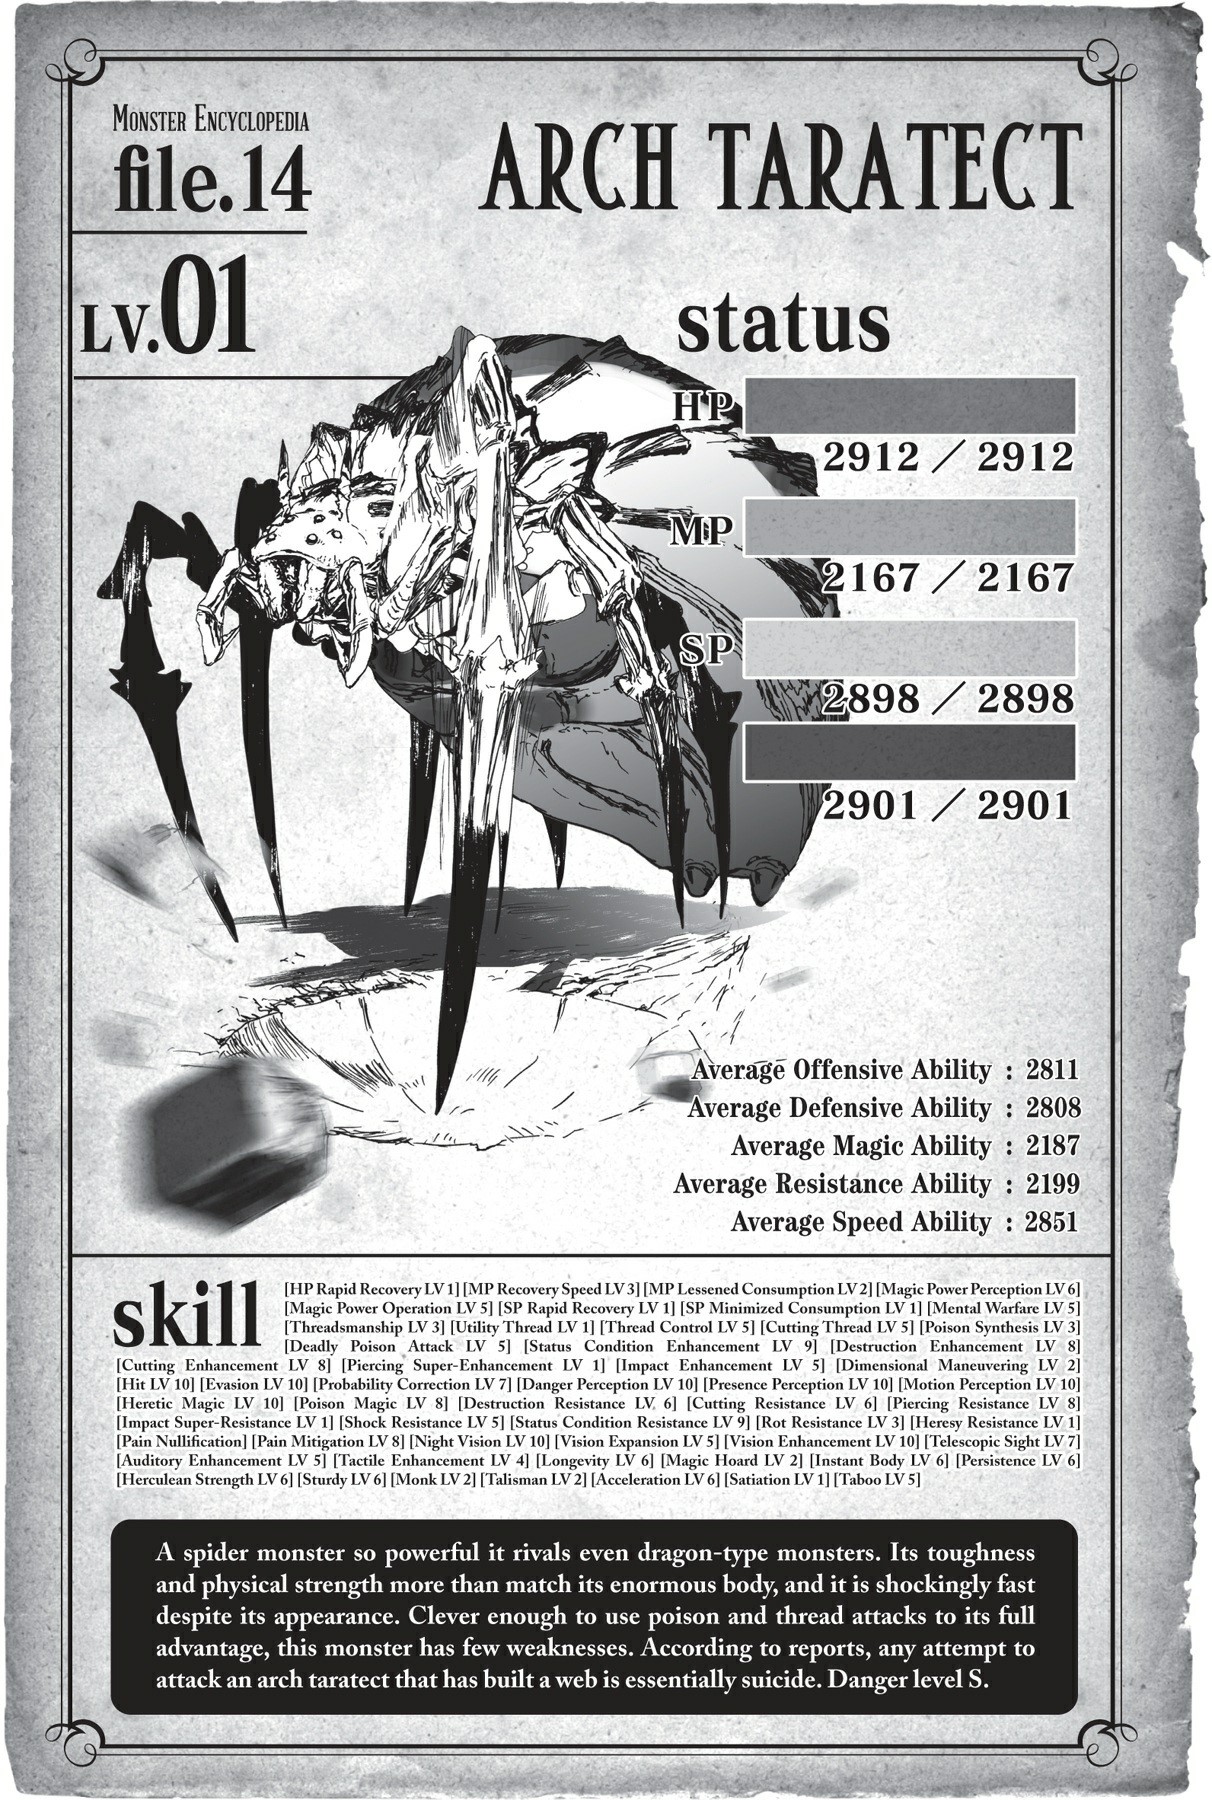 MONSTER ENCYCLOPEDIA
file.14
ARCH TARATECT
LV.01
status
HP
2912 / 2912
MP
2167 / 2167
SP
2898 / 2898
2901 / 2901
Average Offensive Ability : 2811
Average Defensive Ability : 2808
Average Magic Ability : 2187
Average Resistance Ability : 2199
Average Speed Ability : 2851
skill
[HP Rapid Recovery LV 1] [MP Recovery Speed LV 3] [MP Lessened Consumption LV 2] [Magic Power Perception LV 6]
[Magic Power Operation LV 5] [SP Rapid Recovery LV 1] [SP Minimized Consumption LV 1] [Mental Warfare LV 5]
[Threadsmanship LV 3] [Utility Thread LV 1] [Thread Control LV 5] [Cutting Thread LV 5] [Poison Synthesis LV 3]
[Deadly Poison Attack LV 5] [Status Condition Enhancement LV 9] [Destruction Enhancement LV 8]
[Cutting Enhancement LV 8] [Piercing Super-Enhancement LV 1] [Impact Enhancement LV 5] [Dimensional Maneuvering LV 2]
[Hit LV 10] [Evasion LV 10] [Probability Correction LV 7] [Danger Perception LV 10] [Presence Perception LV 10] [Motion Perception LV 10]
[Heretic Magic LV 10] [Poison Magic LV 8] [Destruction Resistance LV 6] [Cutting Resistance LV 6] [Piercing Resistance LV 8]
[Impact Super-Resistance LV 1] [Shock Resistance LV 5] [Status Condition Resistance LV 9] [Rot Resistance LV 3] [Heresy Resistance LV 1]
[Pain Nullification] [Pain Mitigation LV 8] [Night Vision LV 10] [Vision Expansion LV 5] [Vision Enhancement LV 10] [Telescopic Sight LV 7]
[Auditory Enhancement LV 5] [Tactile Enhancement LV 4] [Longevity LV 6] [Magic Hoard LV 2] [Instant Body LV 6] [Persistence LV 6]
[Herculean Strength LV 6] [Sturdy LV 6] [Monk LV 2] [Talisman LV 2] [Acceleration LV 6] [Satiation LV 1] [Taboo LV 5]
A spider monster so powerful it rivals even dragon-type monsters. Its toughness
and physical strength more than match its enormous body, and it is shockingly fast
despite its appearance. Clever enough to use poison and thread attacks to its full
advantage, this monster has few weaknesses. According to reports, any attempt to
attack an arch taratect that has built a web is essentially suicide. Danger level S.